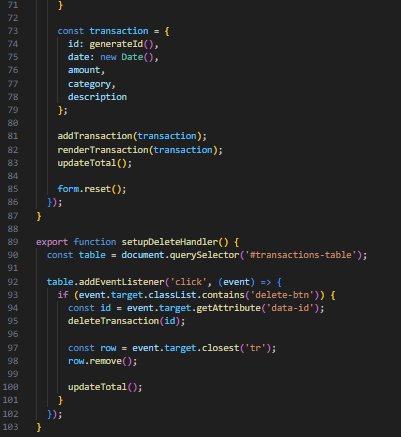 71 }
72
73 const transaction = {
74 id: generateId(),
75 date: new Date(),
76 amount,
77 category,
78 description
79 };
80
81 addTransaction(transaction);
82 renderTransaction(transaction);
83 updateTotal();
84
85 form.reset();
86 });
87 }
88
89 export function setupDeleteHandler() {
90 const table = document.querySelector('#transactions-table');
91
92 table.addEventListener('click', (event) => {
93 if (event.target.classList.contains('delete-btn')) {
94 const id = event.target.getAttribute('data-id');
95 deleteTransaction(id);
96
97 const row = event.target.closest('tr');
98 row.remove();
99
100 updateTotal();
101 }
102 });
103 }